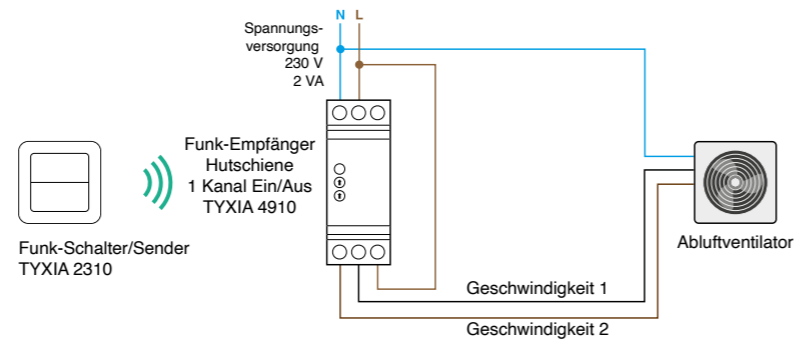 N L
Spannungs-
versorgung
230 V
2 VA
Funk-Empfänger
Hutschiene
1 Kanal Ein/Aus
TYXIA 4910
Funk-Schalter/Sender
TYXIA 2310
Abluftventilator
Geschwindigkeit 1
Geschwindigkeit 2